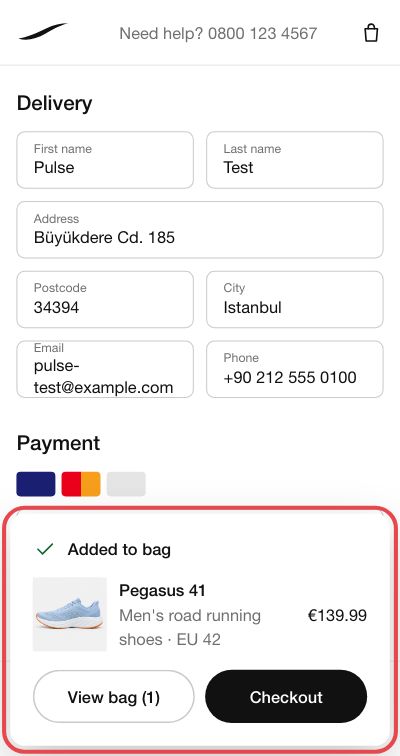 Need help? 0800 123 4567
Delivery
First name
Pulse
Last name
Test
Address
Büyükdere Cd. 185
Postcode
34394
City
Istanbul
Email
pulse-
test@example.com
Phone
+90 212 555 0100
Payment
Added to bag
Pegasus 41
Men's road running
shoes · EU 42
€139.99
View bag (1)
Checkout